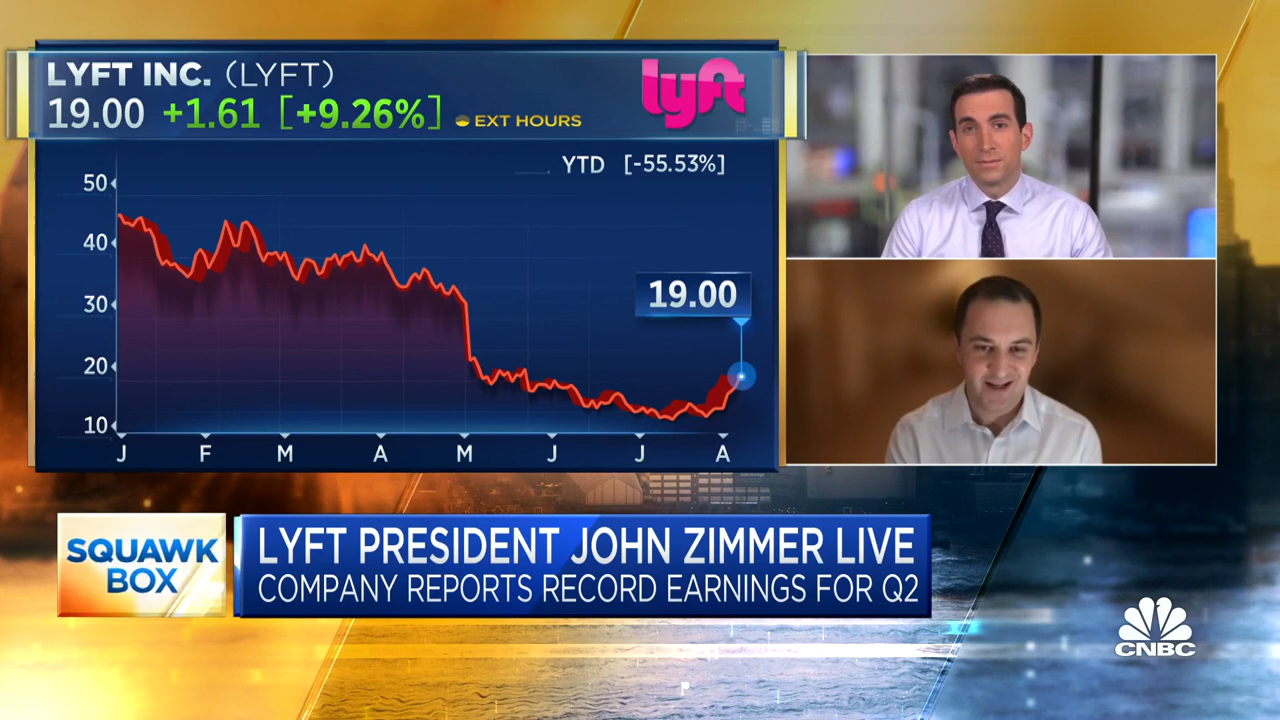 LYFT INC. (LYFT)
19.00 +1.61 [+9.26%] EXT HOURS
lyft
YTD [-55.53%]
50
40
30
20
10
19.00
J F M A M J J A
SQUAWK BOX
LYFT PRESIDENT JOHN ZIMMER LIVE
COMPANY REPORTS RECORD EARNINGS FOR Q2
CNBC